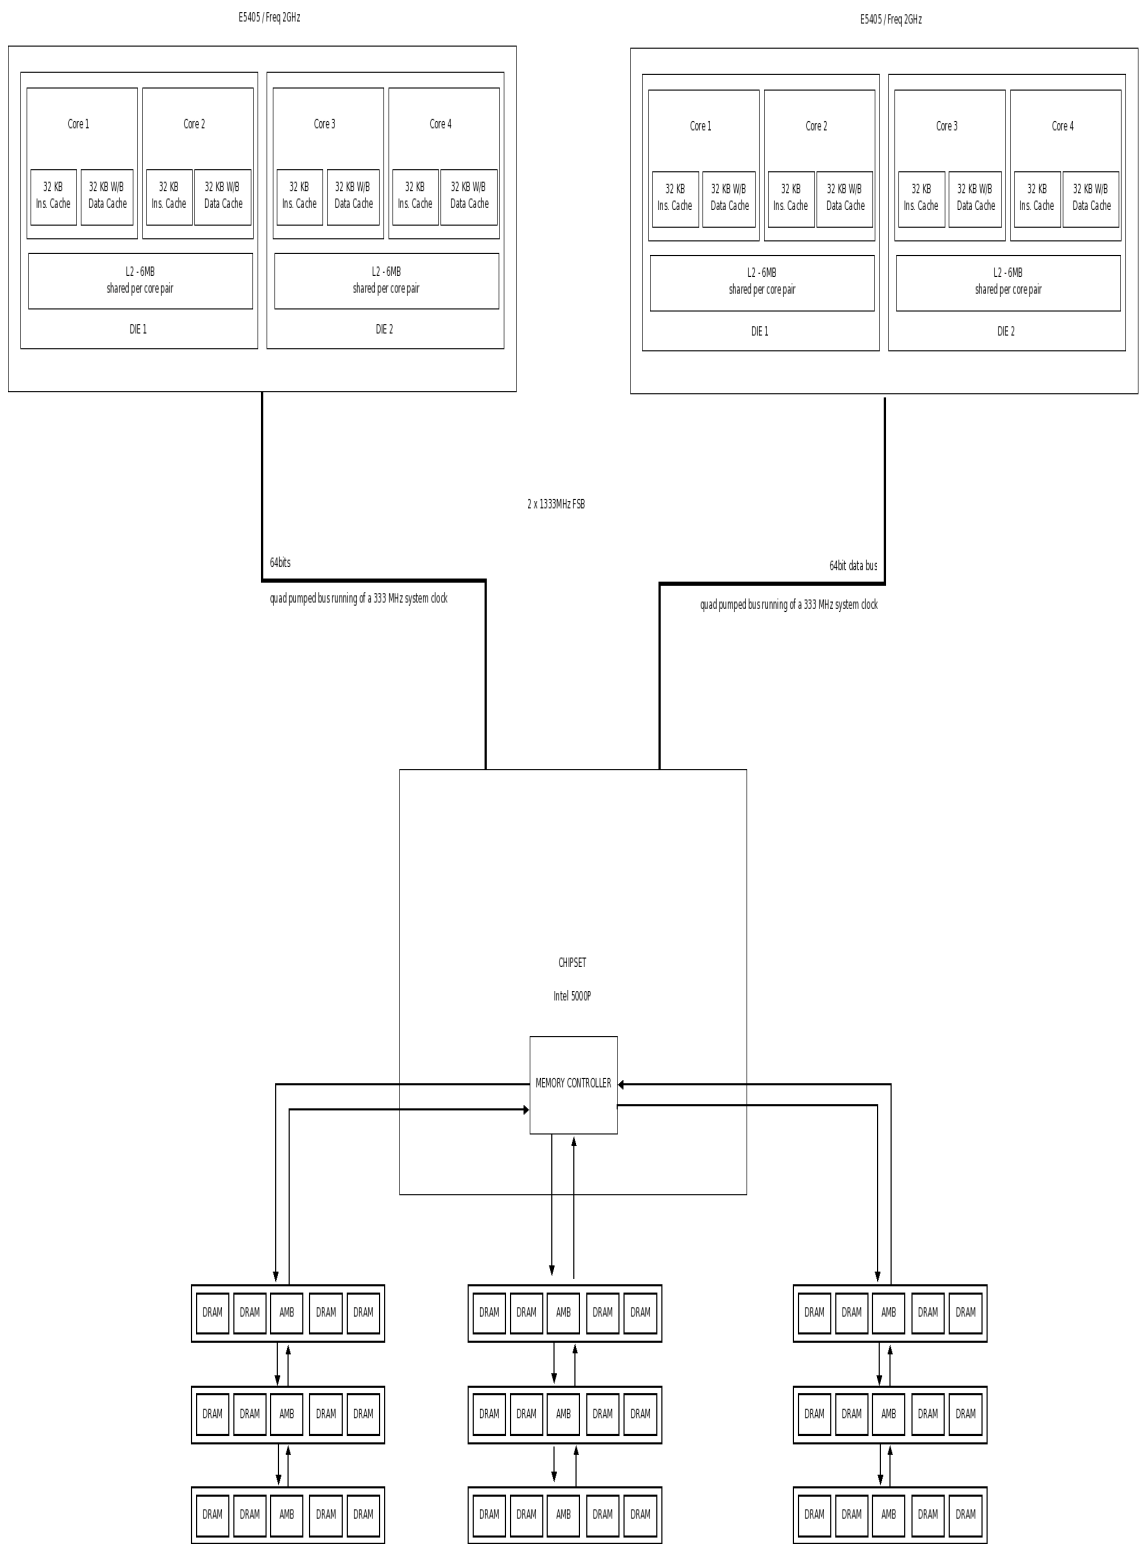 E5405 / Freq 2GHz
E5405 / Freq 2GHz
Core 1
Core 2
Core 3
Core 4
32 KB
Ins. Cache
32 KB W/B
Data Cache
32 KB
Ins. Cache
32 KB W/B
Data Cache
32 KB
Ins. Cache
32 KB W/B
Data Cache
32 KB
Ins. Cache
32 KB W/B
Data Cache
L2 - 6MB
shared per core pair
L2 - 6MB
shared per core pair
DIE 1
DIE 2
Core 1
Core 2
Core 3
Core 4
32 KB
Ins. Cache
32 KB W/B
Data Cache
32 KB
Ins. Cache
32 KB W/B
Data Cache
32 KB
Ins. Cache
32 KB W/B
Data Cache
32 KB
Ins. Cache
32 KB W/B
Data Cache
L2 - 6MB
shared per core pair
L2 - 6MB
shared per core pair
DIE 1
DIE 2
2 x 1333MHz FSB
64bits
quad pumped bus running of a 333 MHz system clock
64bit data bus
quad pumped bus running of a 333 MHz system clock
CHIPSET
Intel 5000P
MEMORY CONTROLLER
DRAM DRAM AMB DRAM DRAM
DRAM DRAM AMB DRAM DRAM
DRAM DRAM AMB DRAM DRAM
DRAM DRAM AMB DRAM DRAM
DRAM DRAM AMB DRAM DRAM
DRAM DRAM AMB DRAM DRAM
DRAM DRAM AMB DRAM DRAM
DRAM DRAM AMB DRAM DRAM
DRAM DRAM AMB DRAM DRAM